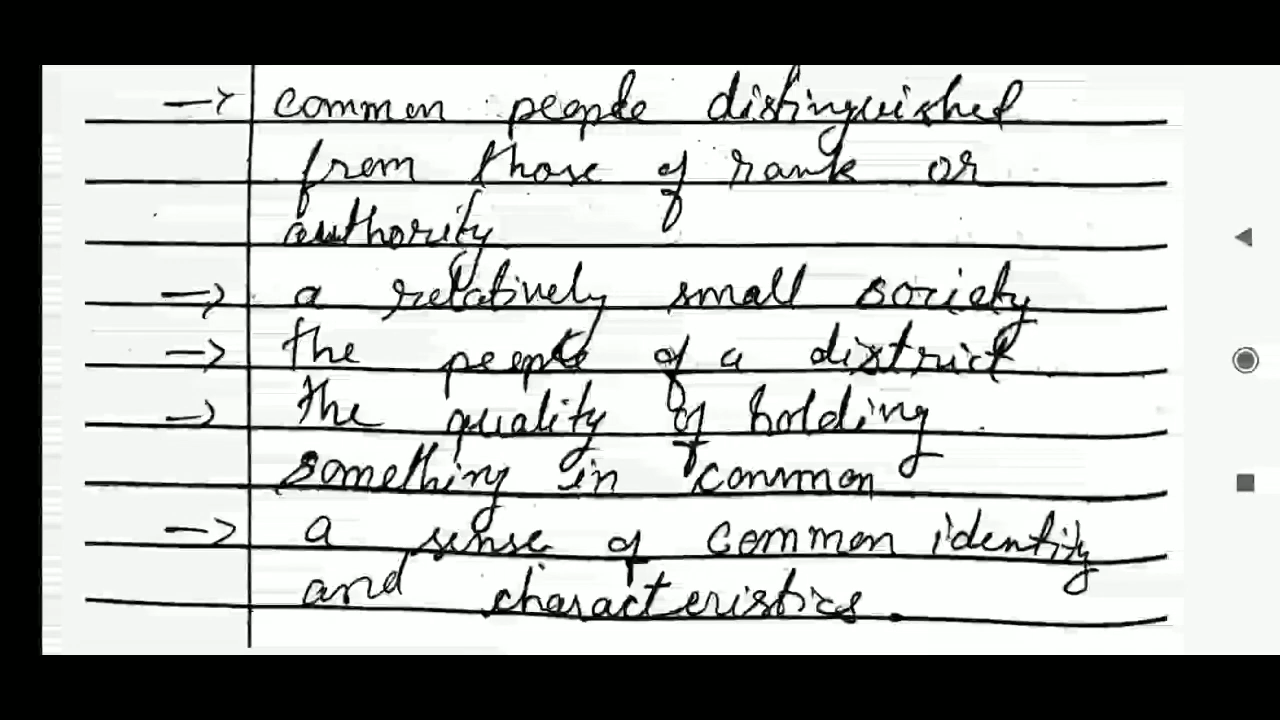 → common people distinguished
from those of rank or
authority
→ a relatively small society
→ the people of a district
→ the quality of holding
something in common
→ a sense of common identity
and characteristics.